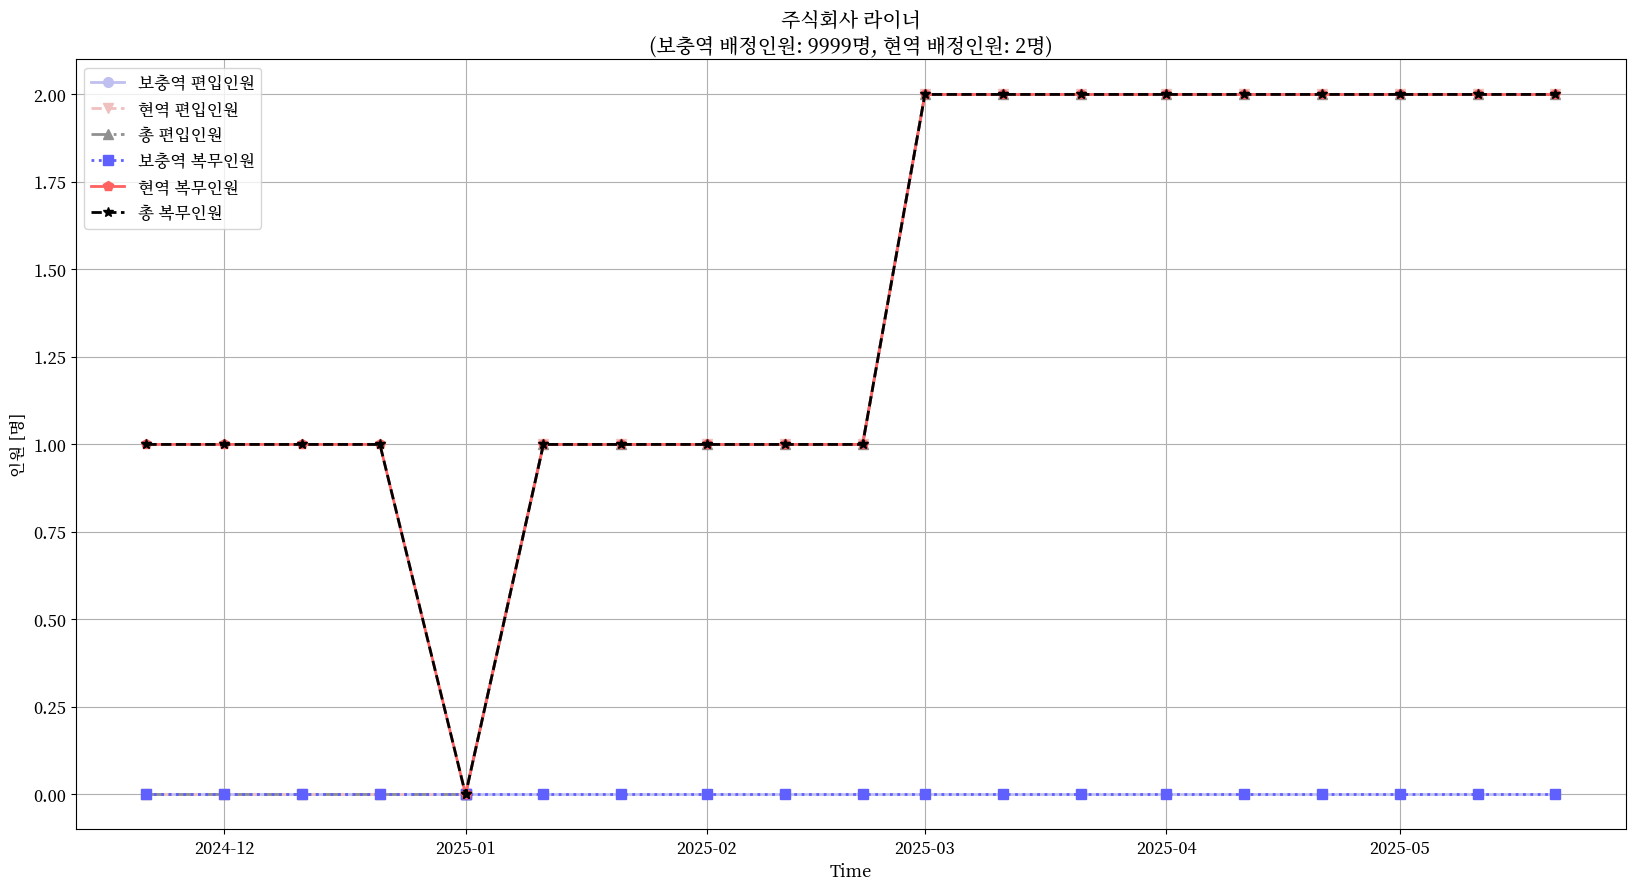 주식회사 라이너
(보충역 배정인원: 9999명, 현역 배정인원: 2명)
보충역 편입인원
현역 편입인원
총 편입인원
보충역 복무인원
현역 복무인원
총 복무인원
2.00
1.75
1.50
1.25
1.00
0.75
0.50
0.25
0.00
인원 [명]
2024-12
2025-01
2025-02
2025-03
2025-04
2025-05
Time